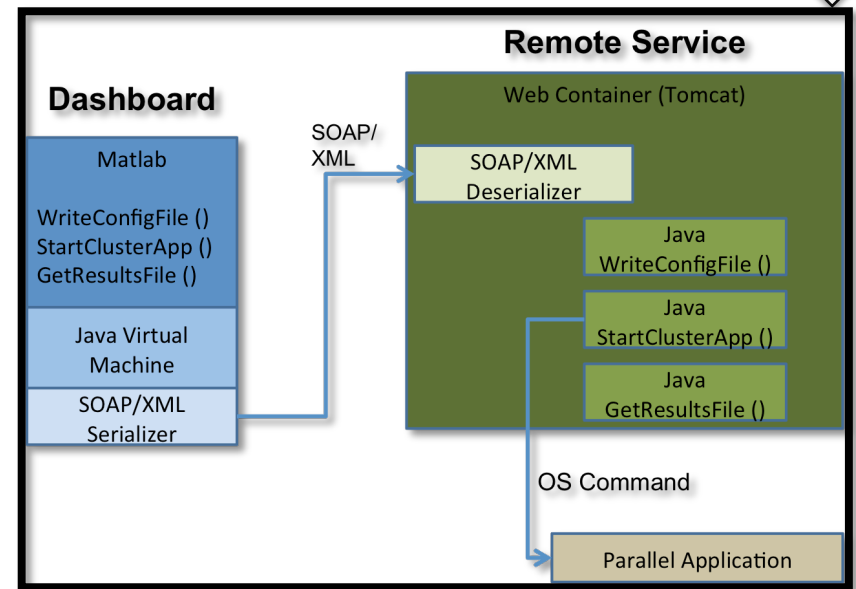 Remote Service
Dashboard
Web Container (Tomcat)
SOAP/
XML
Matlab
WriteConfigFile ()
StartClusterApp ()
GetResultsFile ()
Java Virtual
Machine
SOAP/XML
Serializer
SOAP/XML
Deserializer
Java
WriteConfigFile ()
Java
StartClusterApp ()
Java
GetResultsFile ()
OS Command
Parallel Application